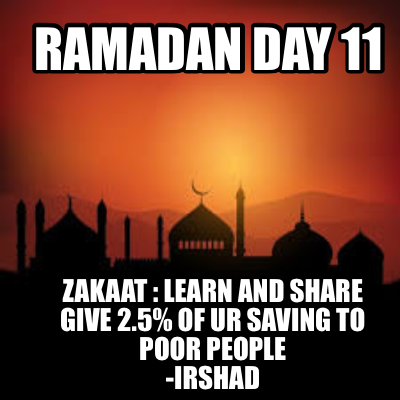 RAMADAN DAY 11
ZAKAAT : LEARN AND SHARE
GIVE 2.5% OF UR SAVING TO
POOR PEOPLE
-IRSHAD